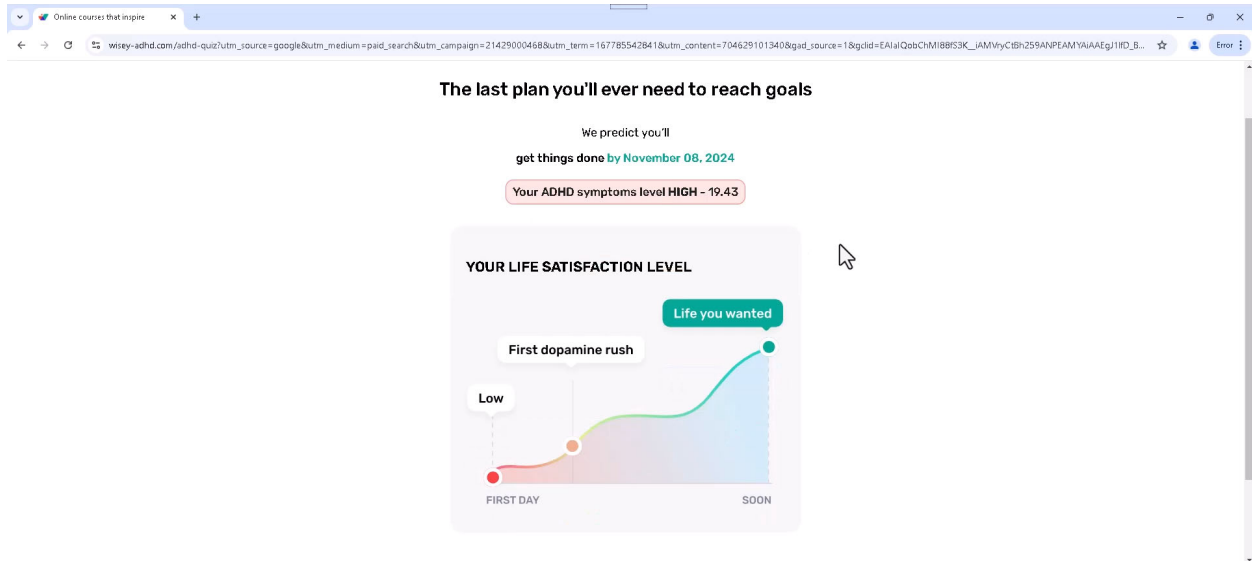 Online courses that inspire
wisey-adhd.com/adhd-quiz?utm_source=google&utm_medium=paid_search&utm_campaign=21429000468&utm_term=167785542841&utm_content=704629101340&gad_source=1&gclid=
Error
The last plan you'll ever need to reach goals
We predict you'll
get things done by November 08, 2024
Your ADHD symptoms level HIGH - 19.43
YOUR LIFE SATISFACTION LEVEL
Life you wanted
First dopamine rush
Low
FIRST DAY
SOON